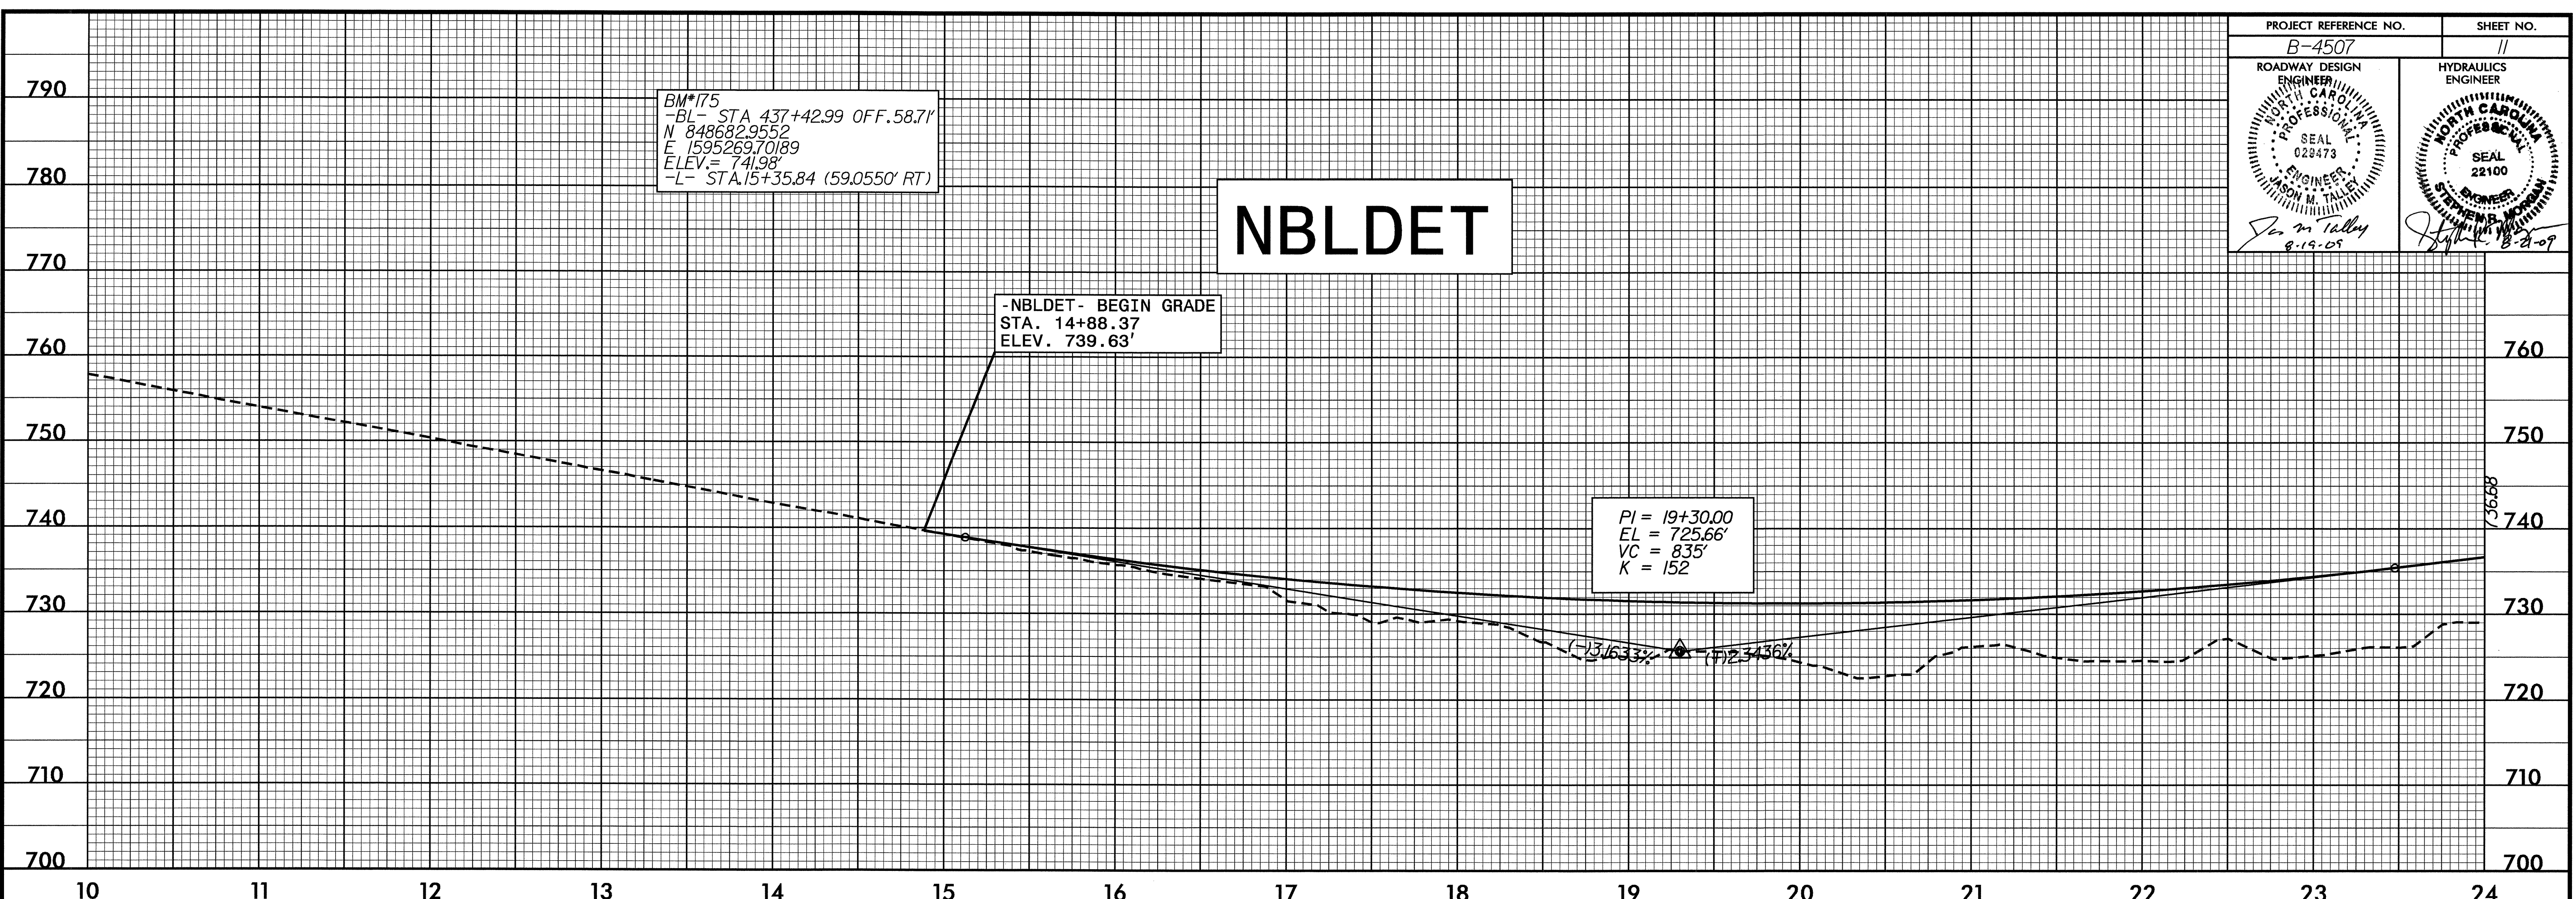 PROJECT REFERENCE NO. SHEET NO.
B-4507 11
ROADWAY DESIGN ENGINEER
HYDRAULICS ENGINEER
NORTH CAROLINA
PROFESSIONAL
SEAL
029473
ENGINEER
JASON M. TALLEY
8-19-09
NORTH CAROLINA
PROFESSIONAL
SEAL
22100
ENGINEER
STEPHEN R. MORGAN
8-21-09
BM#175
-BL- STA 437+42.99 OFF. 58.71'
N 848682.9552
E 1595269.70189
ELEV.= 741.98'
-L- STA.15+35.84 (59.0550' RT)
NBLDET
-NBLDET- BEGIN GRADE
STA. 14+88.37
ELEV. 739.63'
PI = 19+30.00
EL = 725.66'
VC = 835'
K = 152
(-)3.1633%
(+)2.3436%
736.68
790
780
770
760 760
750 750
740 740
730 730
720 720
710 710
700 700
10 11 12 13 14 15 16 17 18 19 20 21 22 23 24